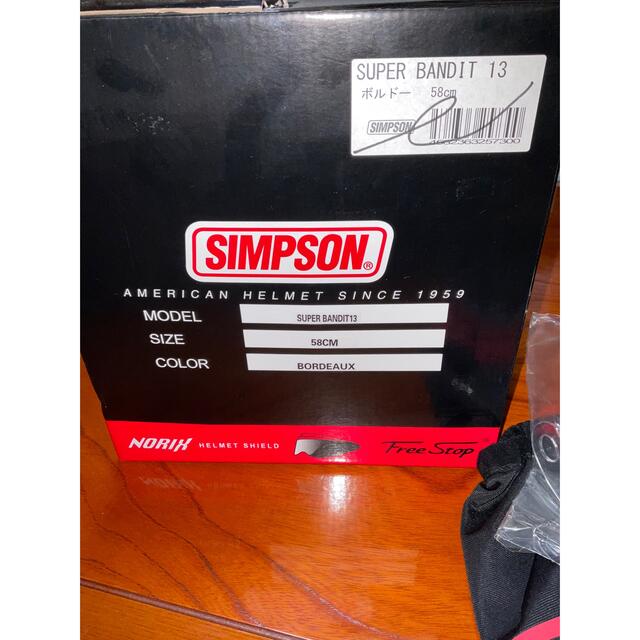 SUPER BANDIT 13
ボルドー 58cm
SIMPSON
SIMPSON®
AMERICAN HELMET SINCE 1959
MODEL SUPER BANDIT13
SIZE 58CM
COLOR BORDEAUX
NORIX HELMET SHIELD Free Stop